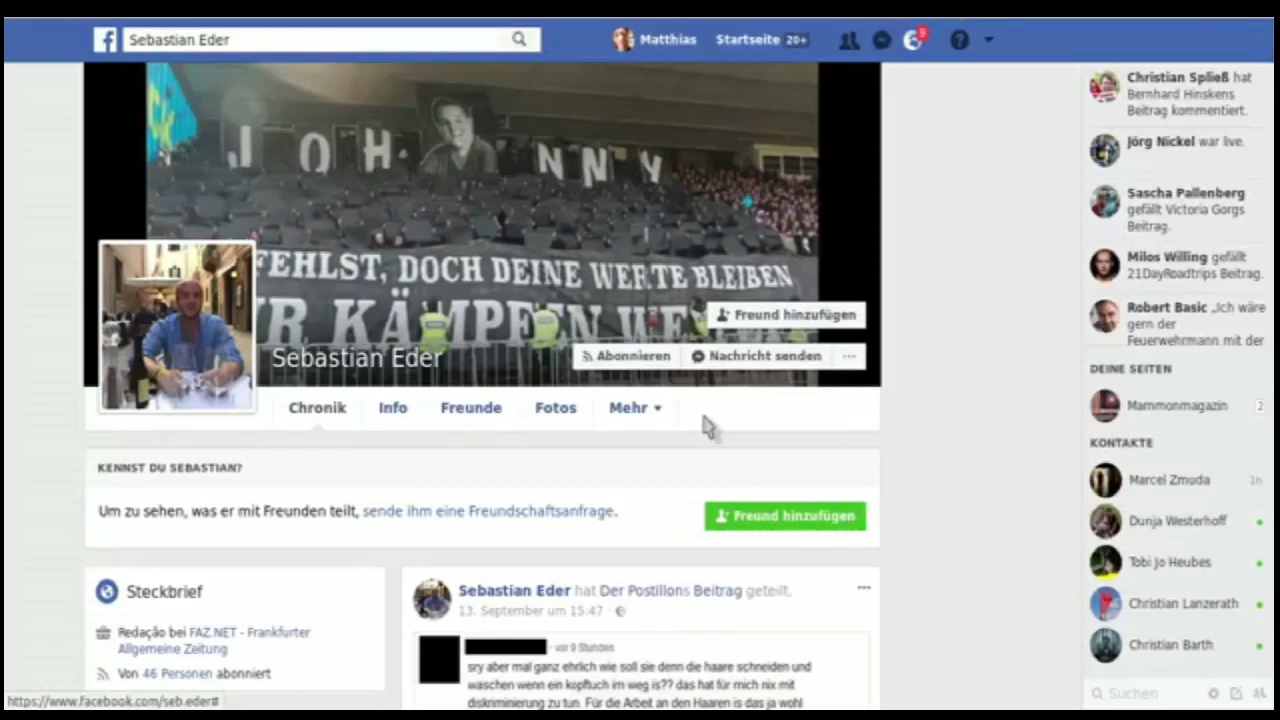 Sebastian Eder
Matthias
Startseite 20+
9
JOH NNY
FEHLST, DOCH DEINE WERTE BLEIBEN
KÄMPFEN
Freund hinzufügen
Sebastian Eder
Abonnieren
Nachricht senden
...
Chronik
Info
Freunde
Fotos
Mehr
KENNST DU SEBASTIAN?
Um zu sehen, was er mit Freunden teilt, sende ihm eine Freundschaftsanfrage.
Freund hinzufügen
Steckbrief
Redação bei FAZ.NET - Frankfurter
Allgemeine Zeitung
Von 46 Personen abonniert
Sebastian Eder hat Der Postillons Beitrag geteilt.
13. September um 15:47 ·
· vor 9 Stunden
sry aber mal ganz ehrlich wie soll sie denn die haare schneiden und
waschen wenn ein kopftuch im weg is?? das hat für mich nix mit
diskriminierung zu tun. Für die Arbeit an den Haaren is das ja wohl
https://www.facebook.com/seb.eder#
Christian Spließ hat
Bernhard Hinskens
Beitrag kommentiert.
Jörg Nickel war live.
Sascha Pallenberg
gefällt Victoria Gorgs
Beitrag.
Milos Willing gefällt
21DayRoadtrips Beitrag.
Robert Basic „Ich wäre
gern der
Feuerwehrmann mit der
DEINE SEITEN
Mammonmagazin 2
KONTAKTE
Marcel Zmuda 1h
Dunja Westerhoff
Tobi Jo Heubes
Christian Lanzerath
Christian Barth
Suchen